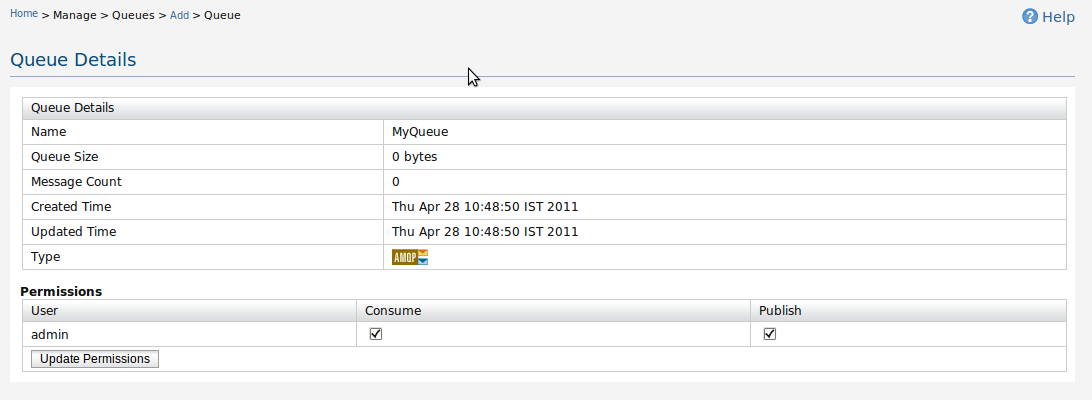 Home > Manage > Queues > Add > Queue
? Help
Queue Details
Queue Details
Name MyQueue
Queue Size 0 bytes
Message Count 0
Created Time Thu Apr 28 10:48:50 IST 2011
Updated Time Thu Apr 28 10:48:50 IST 2011
Type AMQP
Permissions
User Consume Publish
admin
Update Permissions